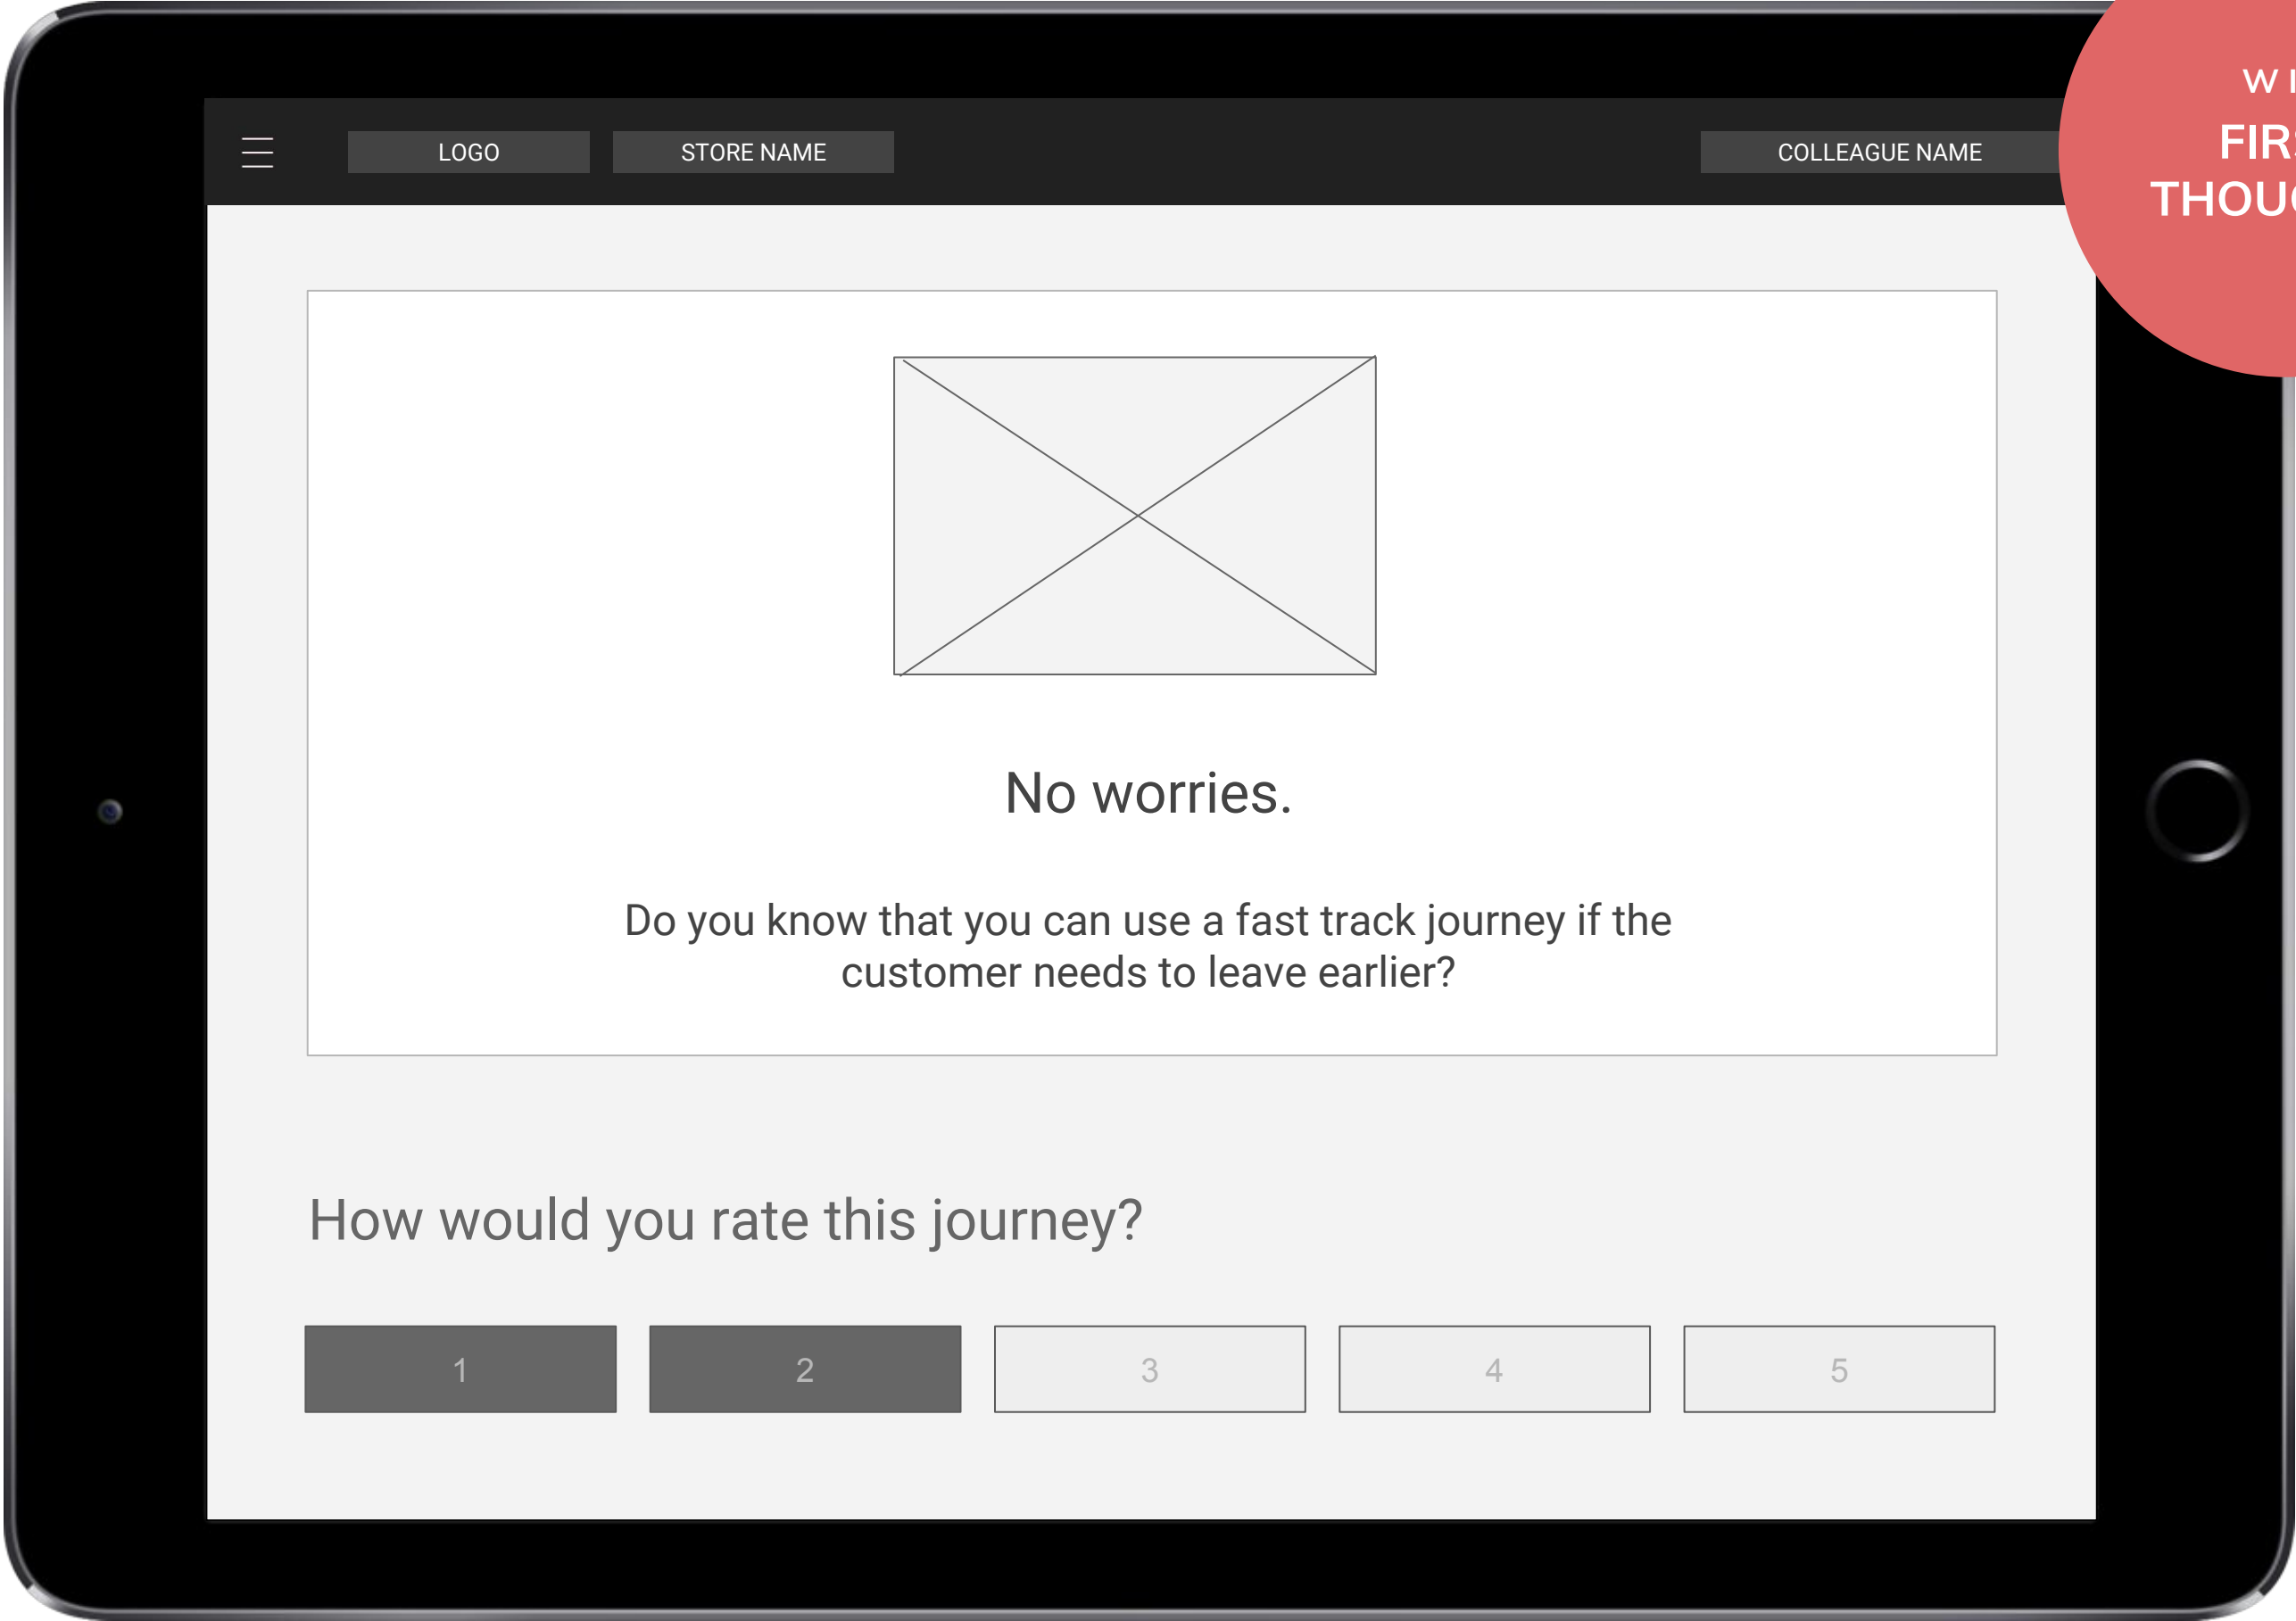 LOGO
STORE NAME
COLLEAGUE NAME
No worries.
Do you know that you can use a fast track journey if the
customer needs to leave earlier?
How would you rate this journey?
1
2
3
4
5